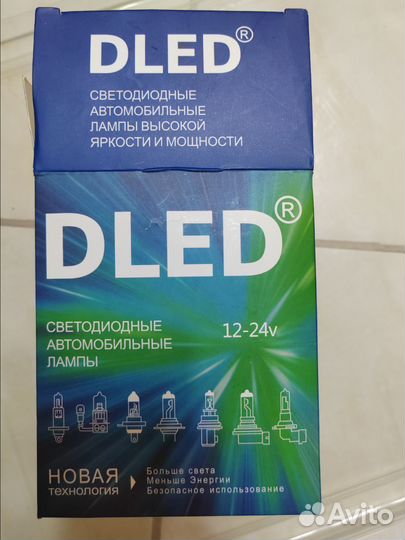 DLED®
СВЕТОДИОДНЫЕ
АВТОМОБИЛЬНЫЕ
ЛАМПЫ ВЫСОКОЙ
ЯРКОСТИ И МОЩНОСТИ
DLED®
СВЕТОДИОДНЫЕ
АВТОМОБИЛЬНЫЕ
ЛАМПЫ
12-24v
НОВАЯ
технология
Больше света
Меньше Энергии
Безопасное использование
Avito